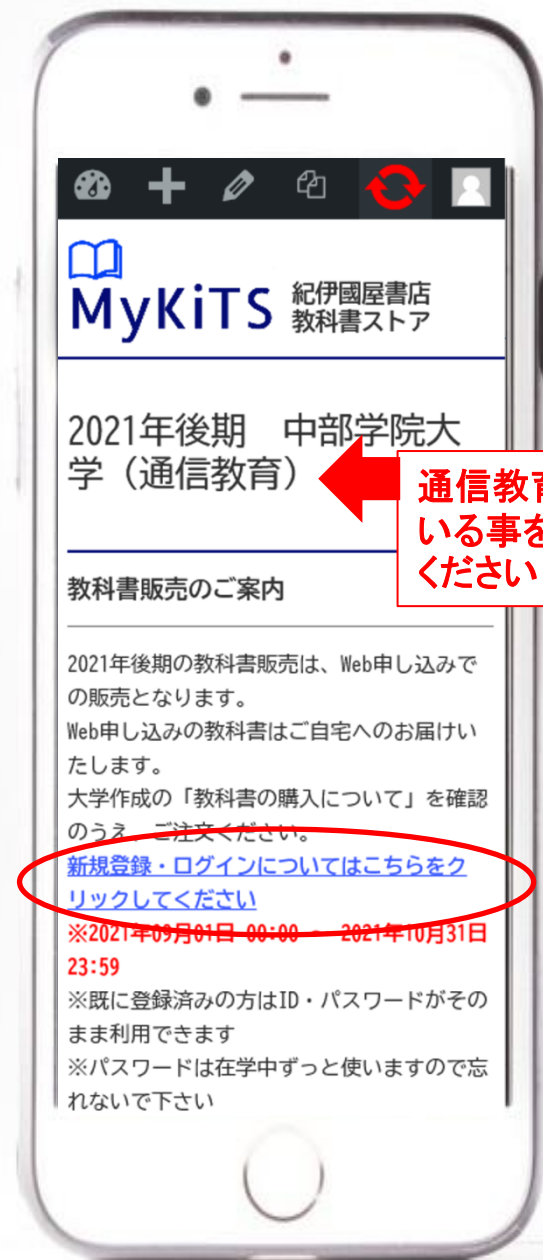 MyKiTS 紀伊國屋書店
教科書ストア
2021年後期 中部学院大
学（通信教育）
通信教育
いる事を
ください
教科書販売のご案内
2021年後期の教科書販売は、Web申し込みで
の販売となります。
Web申し込みの教科書はご自宅へのお届けい
たします。
大学作成の「教科書の購入について」を確認
のうえ、ご注文ください。
新規登録・ログインについてはこちらをク
リックしてください
※2021年09月01日 00:00 ~ 2021年10月31日
23:59
※既に登録済みの方はID・パスワードがその
まま利用できます
※パスワードは在学中ずっと使いますので忘
れないで下さい